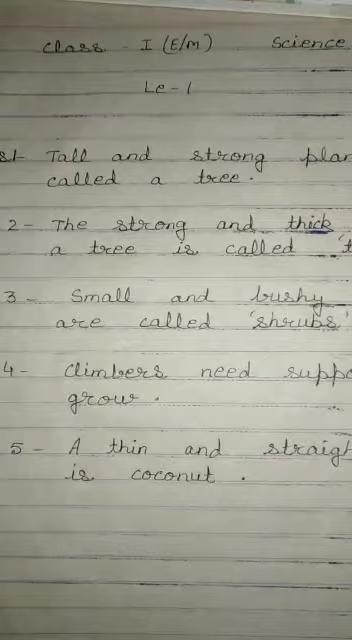 Class - I (E/m) Science
Le - 1
s1- Tall and strong plan
called a tree.
2- The strong and thick
a tree is called 't
3- Small and bushy
are called 'shrubs'
4- Climbers need suppo
grow.
5- A thin and straigh
is coconut.